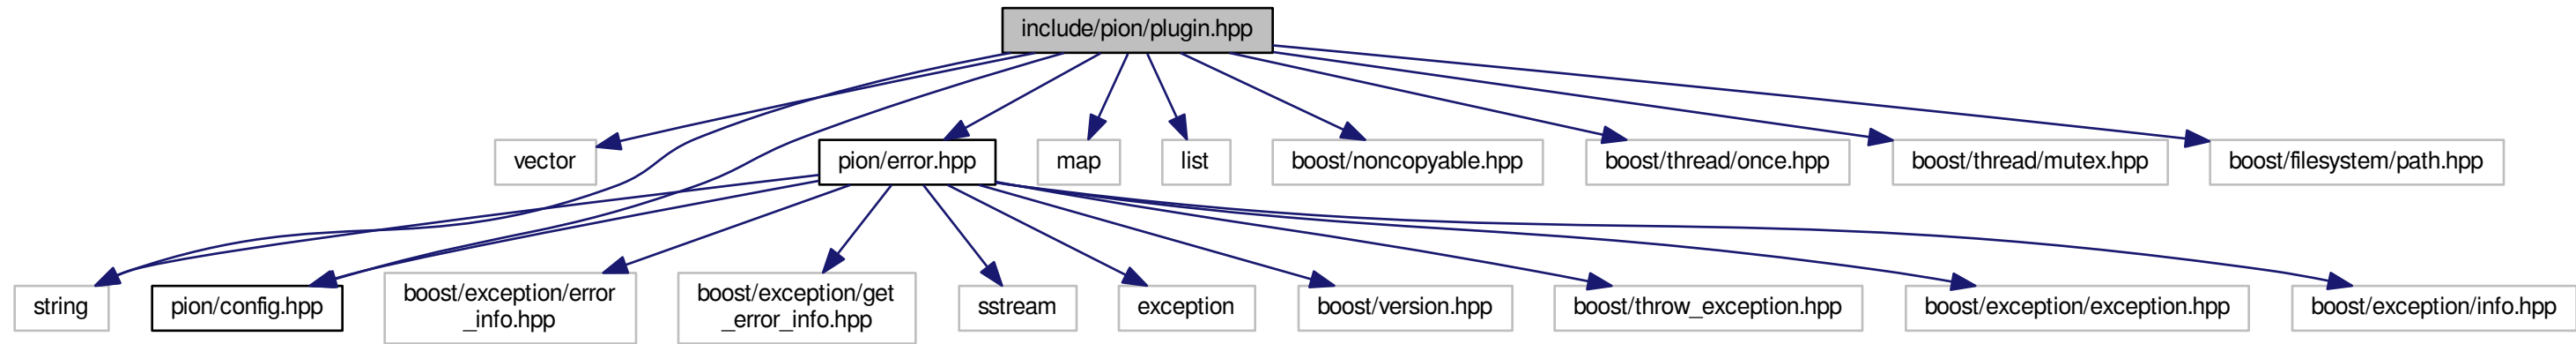 include/pion/plugin.hpp
vector
pion/error.hpp
map
list
boost/noncopyable.hpp
boost/thread/once.hpp
boost/thread/mutex.hpp
boost/filesystem/path.hpp
string
pion/config.hpp
boost/exception/error
_info.hpp
boost/exception/get
_error_info.hpp
sstream
exception
boost/version.hpp
boost/throw_exception.hpp
boost/exception/exception.hpp
boost/exception/info.hpp